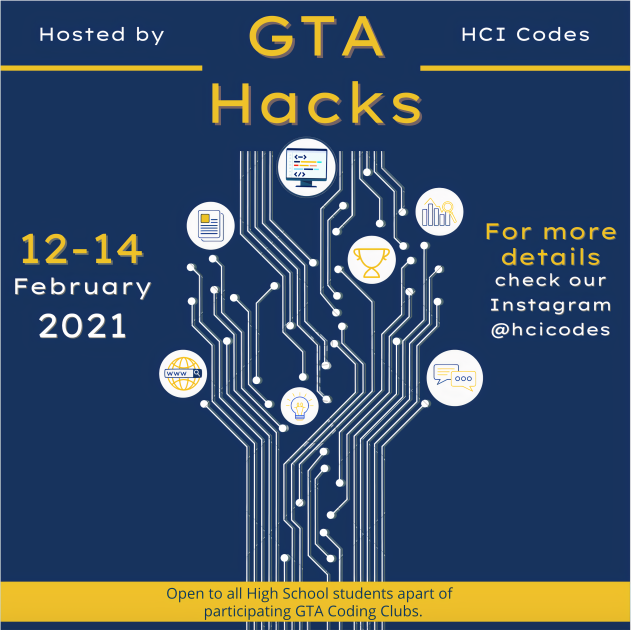 Hosted by
GTA
HCI Codes
Hacks
12-14
February
2021
For more
details
check our
Instagram
@hcicodes
www
Open to all High School students apart of
participating GTA Coding Clubs.